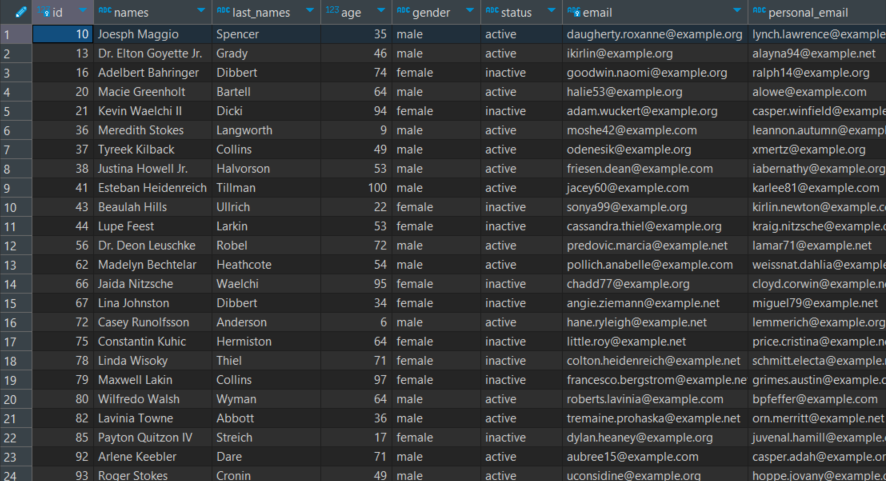 id ABC names ABC last_names 123 age ABC gender ABC status ABC email ABC personal_email
1 10 Joesph Maggio Spencer 35 male active daugherty.roxanne@example.org lynch.lawrence@example.
2 13 Dr. Elton Goyette Jr. Grady 46 male active ikirlin@example.org alayna94@example.net
3 16 Adelbert Bahringer Dibbert 74 female inactive goodwin.naomi@example.org ralph14@example.org
4 20 Macie Greenholt Bartell 64 male active halie53@example.org alowe@example.com
5 21 Kevin Waelchi II Dicki 94 female inactive adam.wuckert@example.org casper.winfield@example.c
6 36 Meredith Stokes Langworth 9 male active moshe42@example.com leannon.autumn@example
7 37 Tyreek Kilback Collins 49 male active odenesik@example.org xmertz@example.org
8 38 Justina Howell Jr. Halvorson 53 male active friesen.dean@example.com iabernathy@example.org
9 41 Esteban Heidenreich Tillman 100 male active jacey60@example.com karlee81@example.com
10 43 Beaulah Hills Ullrich 22 female inactive sonya99@example.org kirlin.newton@example.co
11 44 Lupe Feest Larkin 53 female inactive cassandra.thiel@example.org kraig.nitzsche@example.c
12 56 Dr. Deon Leuschke Robel 72 male active predovic.marcia@example.net lamar71@example.net
13 62 Madelyn Bechtelar Heathcote 54 male active pollich.anabelle@example.com weissnat.dahlia@example
14 66 Jaida Nitzsche Waelchi 95 female inactive chadd77@example.org cloyd.corwin@example.ne
15 67 Lina Johnston Dibbert 34 female inactive angie.ziemann@example.net miguel79@example.net
16 72 Casey Runolfsson Anderson 6 male active hane.ryleigh@example.net lemmerich@example.org
17 75 Constantin Kuhic Hermiston 64 female inactive little.roy@example.net price.cristina@example.co
18 78 Linda Wisoky Thiel 71 female inactive colton.heidenreich@example.net schmitt.electa@example.c
19 79 Maxwell Lakin Collins 97 female inactive francesco.bergstrom@example.ne grimes.austin@example.co
20 80 Wilfredo Walsh Wyman 64 male active roberts.lavinia@example.com bpfeffer@example.com
21 82 Lavinia Towne Abbott 36 male active tremaine.prohaska@example.net orn.merritt@example.net
22 85 Payton Quitzon IV Streich 17 female inactive dylan.heaney@example.org juvenal.hamill@example.c
23 92 Arlene Keebler Dare 71 male active aubree15@example.com casper.adah@example.org
24 93 Roger Stokes Cronin 49 male active uconsidine@example.org hoppe.jovany@example.c